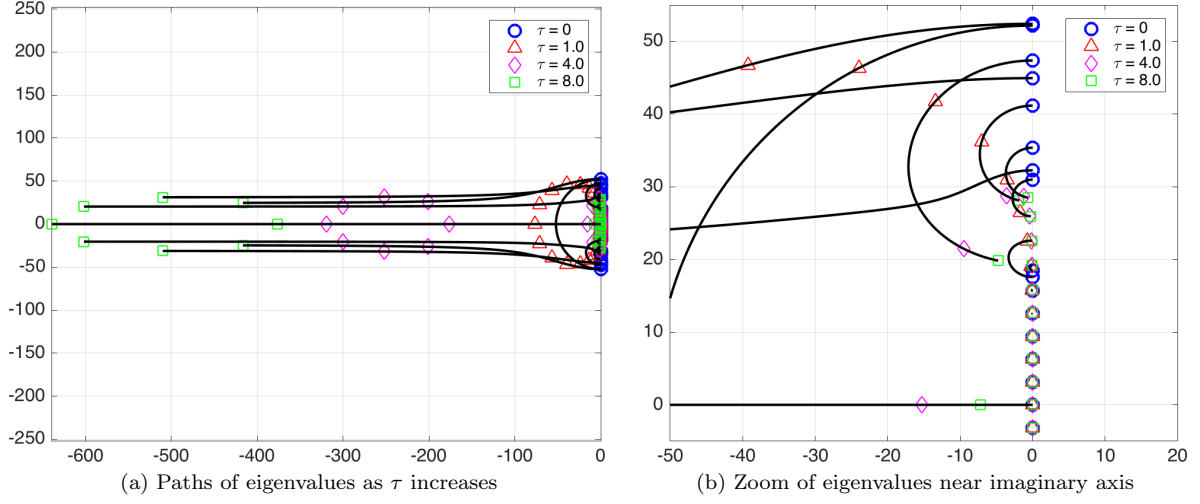 250
200
150
100
50
0
-50
-100
-150
-200
-250
-600 -500 -400 -300 -200 -100 0
τ = 0
τ = 1.0
τ = 4.0
τ = 8.0
(a) Paths of eigenvalues as τ increases
50
40
30
20
10
0
-50 -40 -30 -20 -10 0 10 20
τ = 0
τ = 1.0
τ = 4.0
τ = 8.0
(b) Zoom of eigenvalues near imaginary axis